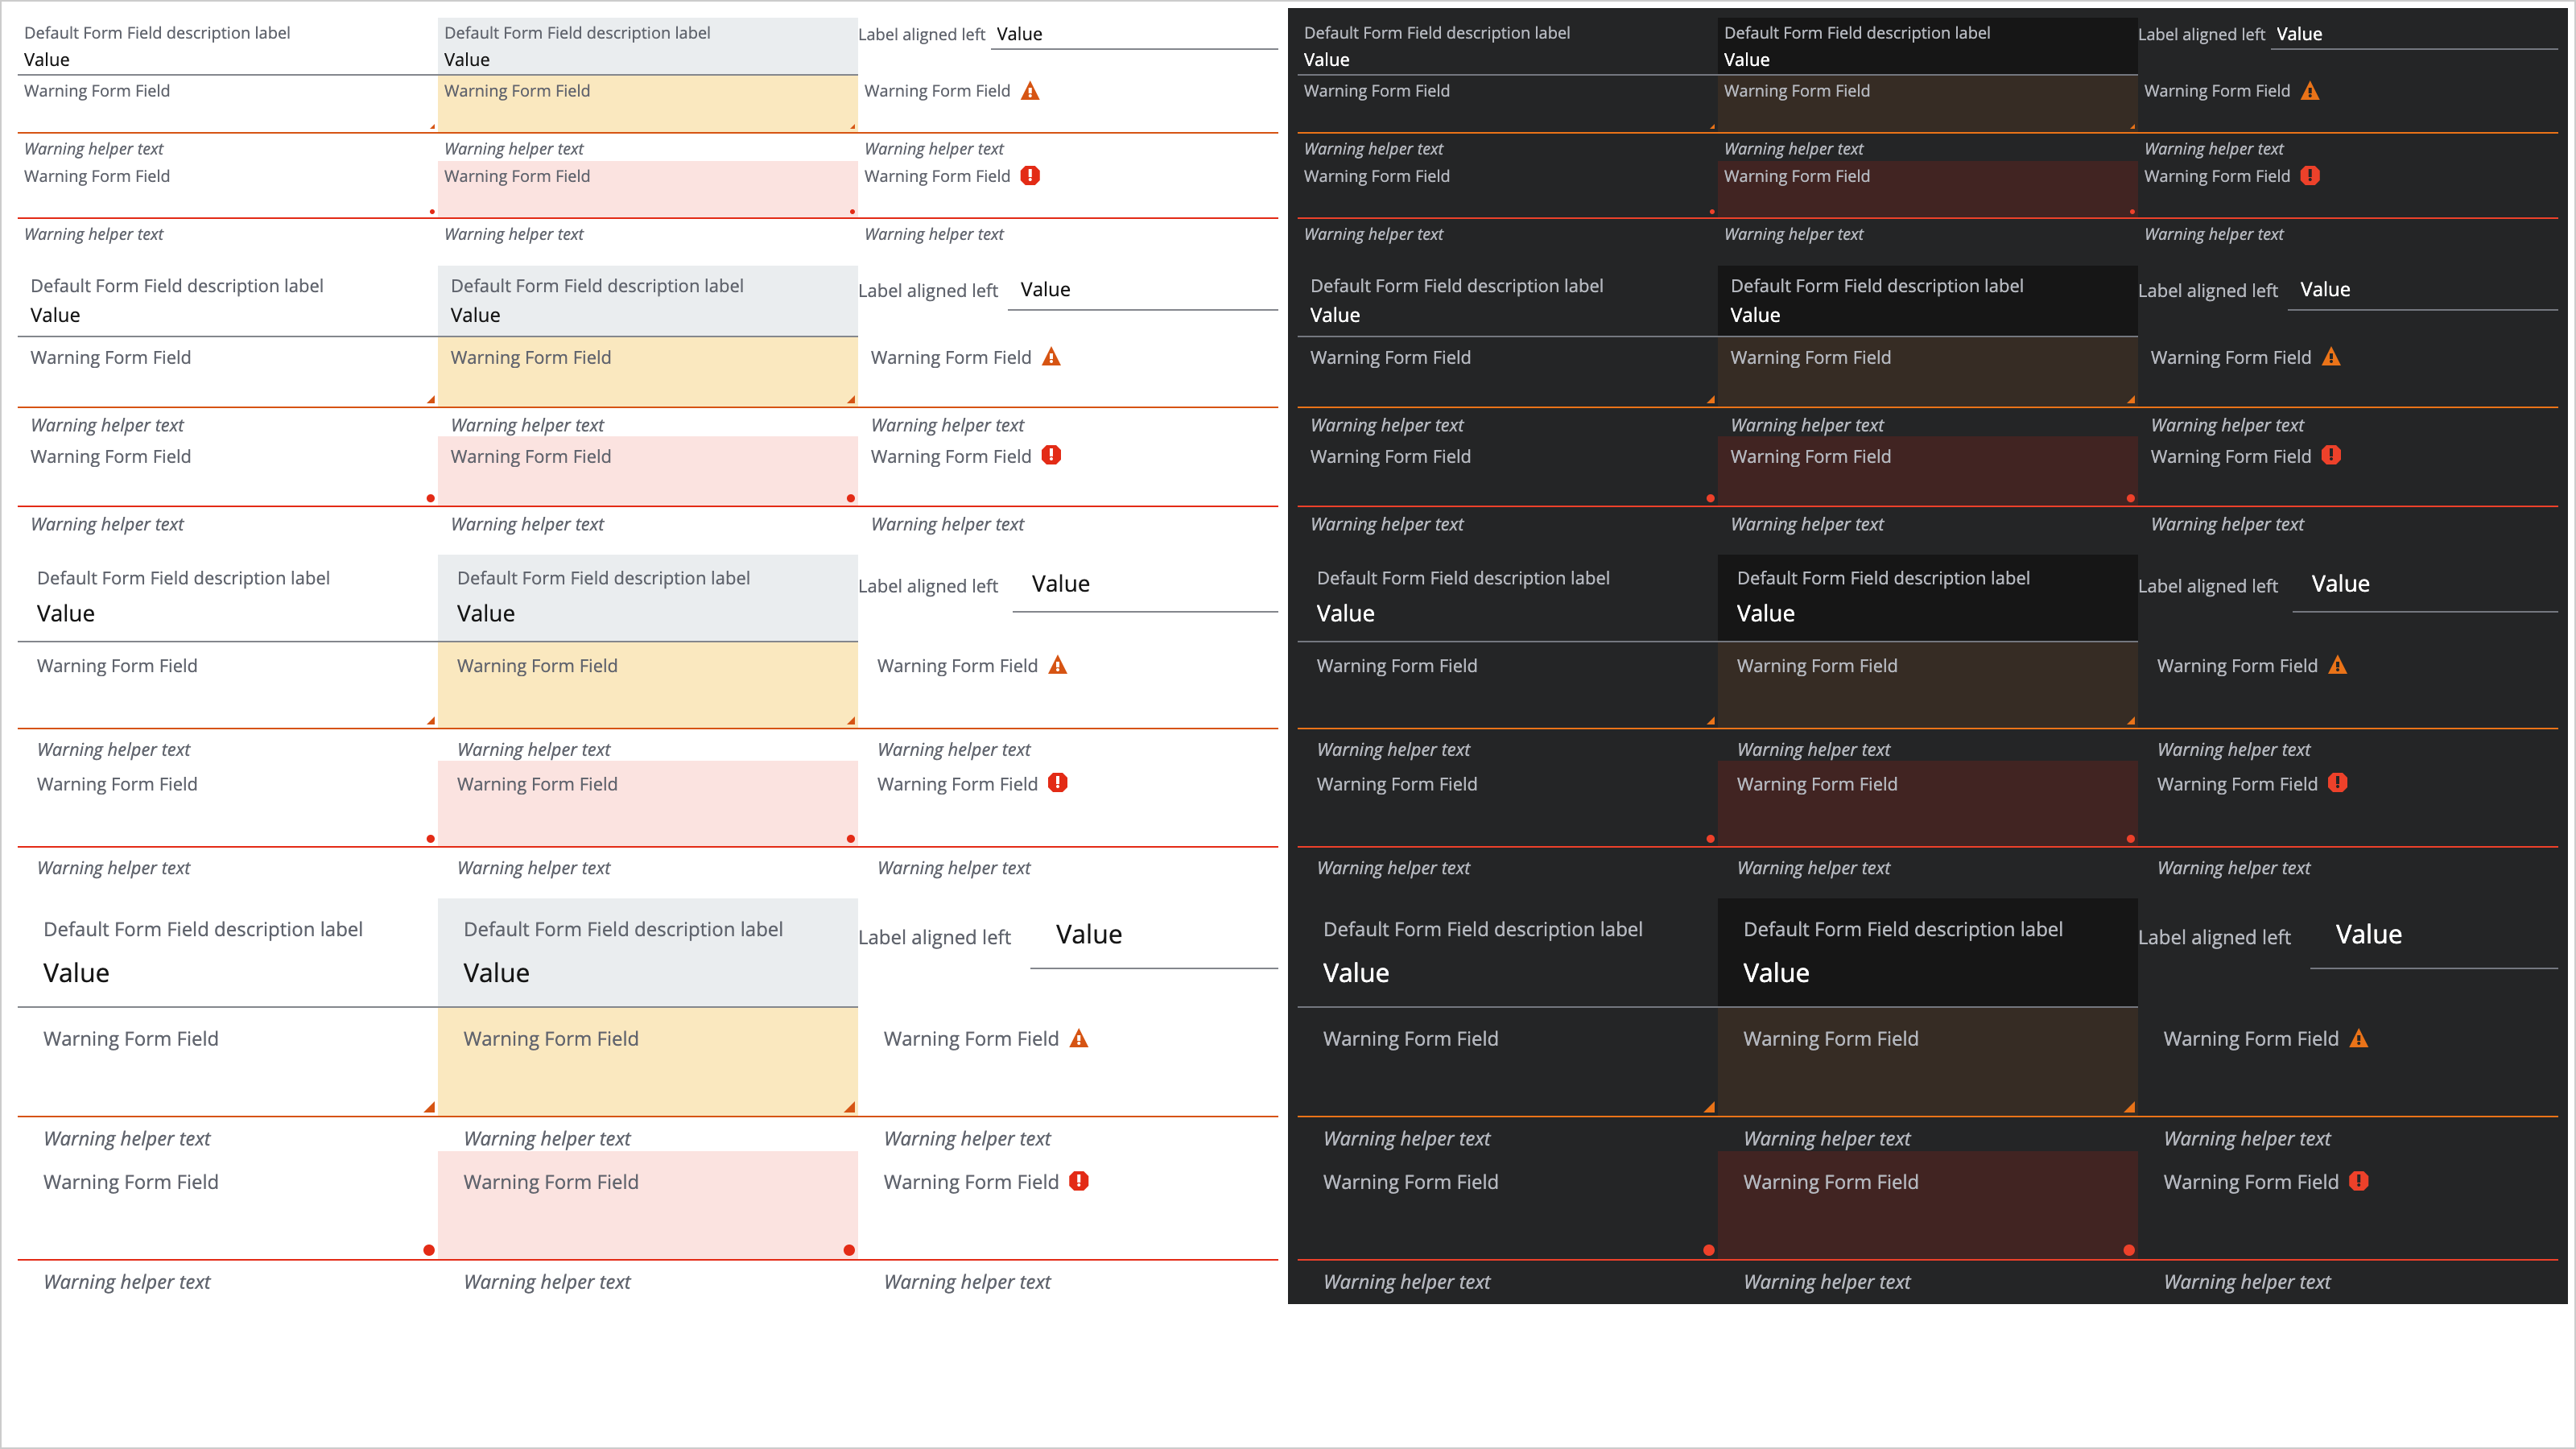 Default Form Field description label Default Form Field description label Label aligned left Value
Value Value
Warning Form Field Warning Form Field Warning Form Field
Warning helper text Warning helper text Warning helper text
Warning Form Field Warning Form Field Warning Form Field
Warning helper text Warning helper text Warning helper text
Default Form Field description label Default Form Field description label Label aligned left Value
Value Value
Warning Form Field Warning Form Field Warning Form Field
Warning helper text Warning helper text Warning helper text
Warning Form Field Warning Form Field Warning Form Field
Warning helper text Warning helper text Warning helper text
Default Form Field description label Default Form Field description label Label aligned left Value
Value Value
Warning Form Field Warning Form Field Warning Form Field
Warning helper text Warning helper text Warning helper text
Warning Form Field Warning Form Field Warning Form Field
Warning helper text Warning helper text Warning helper text
Default Form Field description label Default Form Field description label Label aligned left Value
Value Value
Warning Form Field Warning Form Field Warning Form Field
Warning helper text Warning helper text Warning helper text
Warning Form Field Warning Form Field Warning Form Field
Warning helper text Warning helper text Warning helper text
Default Form Field description label Default Form Field description label Label aligned left Value
Value Value
Warning Form Field Warning Form Field Warning Form Field
Warning helper text Warning helper text Warning helper text
Warning Form Field Warning Form Field Warning Form Field
Warning helper text Warning helper text Warning helper text
Default Form Field description label Default Form Field description label Label aligned left Value
Value Value
Warning Form Field Warning Form Field Warning Form Field
Warning helper text Warning helper text Warning helper text
Warning Form Field Warning Form Field Warning Form Field
Warning helper text Warning helper text Warning helper text
Default Form Field description label Default Form Field description label Label aligned left Value
Value Value
Warning Form Field Warning Form Field Warning Form Field
Warning helper text Warning helper text Warning helper text
Warning Form Field Warning Form Field Warning Form Field
Warning helper text Warning helper text Warning helper text
Default Form Field description label Default Form Field description label Label aligned left Value
Value Value
Warning Form Field Warning Form Field Warning Form Field
Warning helper text Warning helper text Warning helper text
Warning Form Field Warning Form Field Warning Form Field
Warning helper text Warning helper text Warning helper text